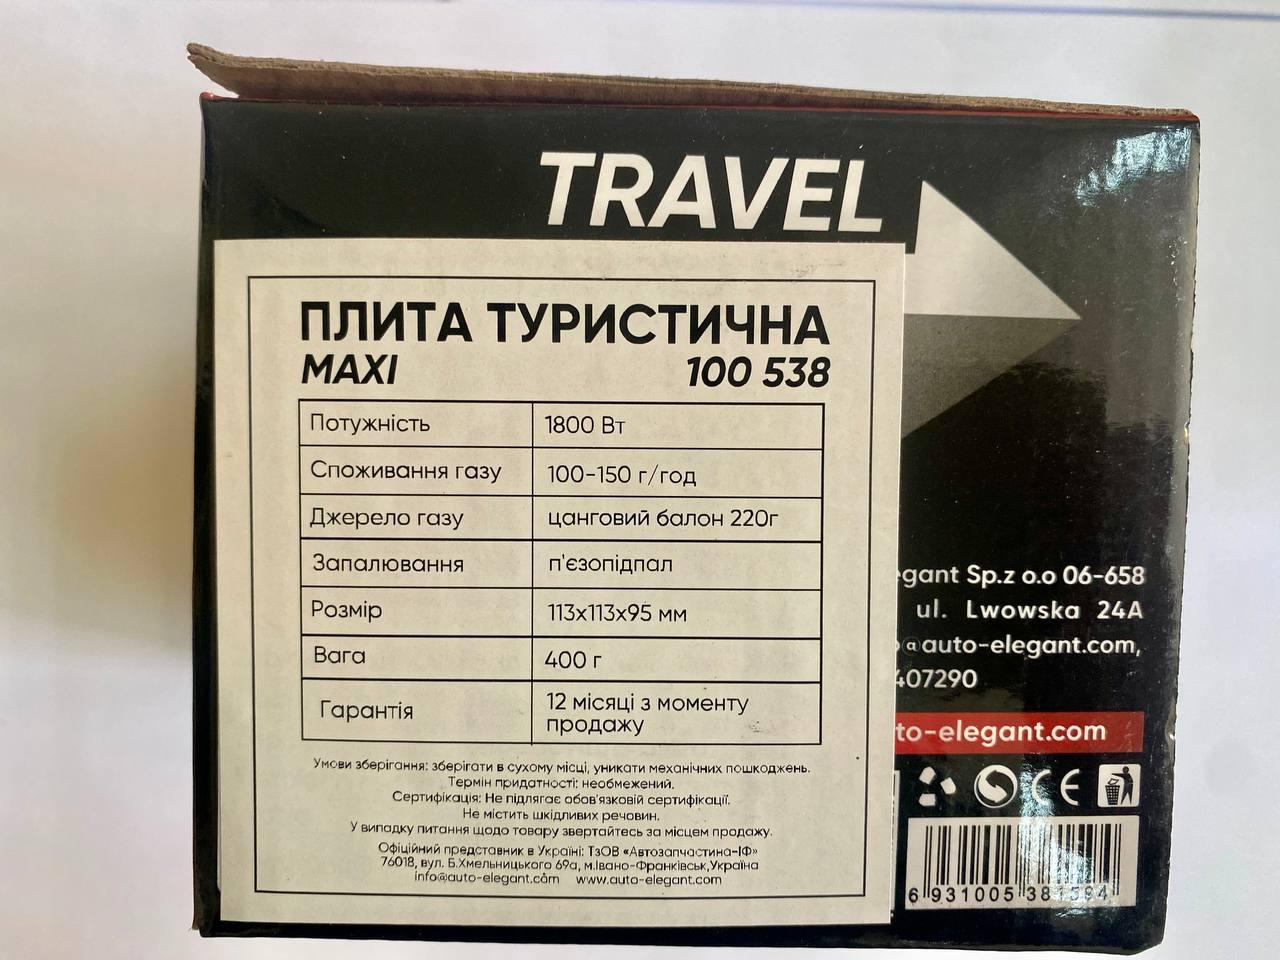 TRAVEL
ПЛИТА ТУРИСТИЧНА
MAXI 100 538
Потужність 1800 Вт
Споживання газу 100-150 г/год
Джерело газу цанговий балон 220г
Запалювання п'єзопідпал
Розмір 113x113x95 мм
Вага 400 г
Гарантія 12 місяці з моменту
продажу
Умови зберігання: зберігати в сухому місці, уникати механічних пошкоджень.
Термін придатності: необмежений.
Сертифікація: Не підлягає обов'язковій сертифікації.
Не містить шкідливих речовин.
У випадку питання щодо товару звертайтесь за місцем продажу.
Офіційний представник в Україні: ТзОВ «Автозапчастина-ІФ»
76018, вул. Б.Хмельницького 69а, м.Івано-Франківськ,Україна
info@auto-elegant.com www.auto-elegant.com
egant Sp.z o.o 06-658
ul. Lwowska 24A
o@auto-elegant.com,
407290
to-elegant.com
CE
6 931005 381594